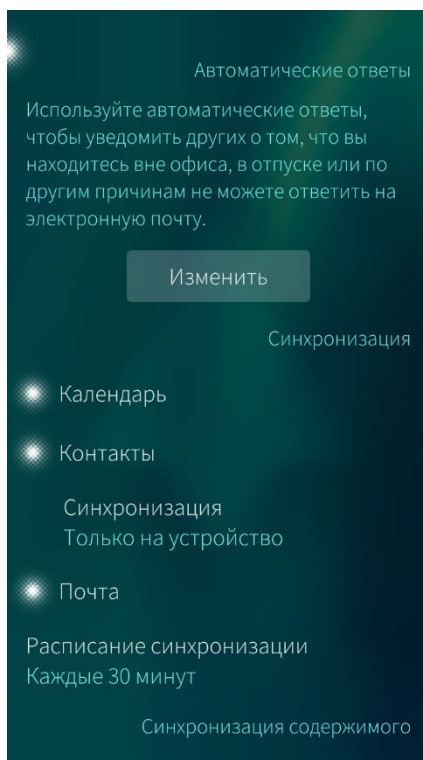 Автоматические ответы
Используйте автоматические ответы,
чтобы уведомить других о том, что вы
находитесь вне офиса, в отпуске или по
другим причинам не можете ответить на
электронную почту.
Изменить
Синхронизация
Календарь
Контакты
Синхронизация
Только на устройство
Почта
Расписание синхронизации
Каждые 30 минут
Синхронизация содержимого